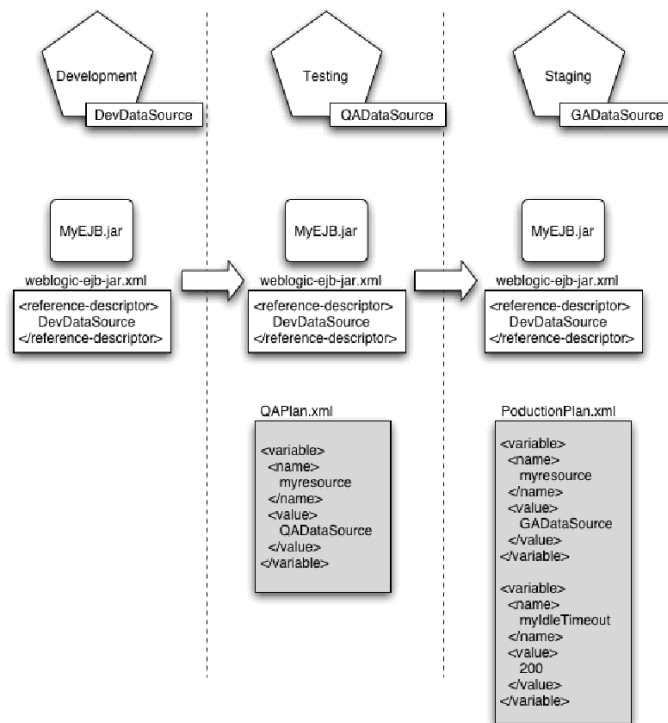 Development
DevDataSource
Testing
QADataSource
Staging
GADataSource
MyEJB.jar
weblogic-ejb-jar.xml
<reference-descriptor>
DevDataSource
</reference-descriptor>
MyEJB.jar
weblogic-ejb-jar.xml
<reference-descriptor>
DevDataSource
</reference-descriptor>
MyEJB.jar
weblogic-ejb-jar.xml
<reference-descriptor>
DevDataSource
</reference-descriptor>
QAPlan.xml
<variable>
<name>
myresource
</name>
<value>
QADataSource
</value>
</variable>
PoductionPlan.xml
<variable>
<name>
myresource
</name>
<value>
GADataSource
</value>
</variable>
<variable>
<name>
myIdleTimeout
</name>
<value>
200
</value>
</variable>